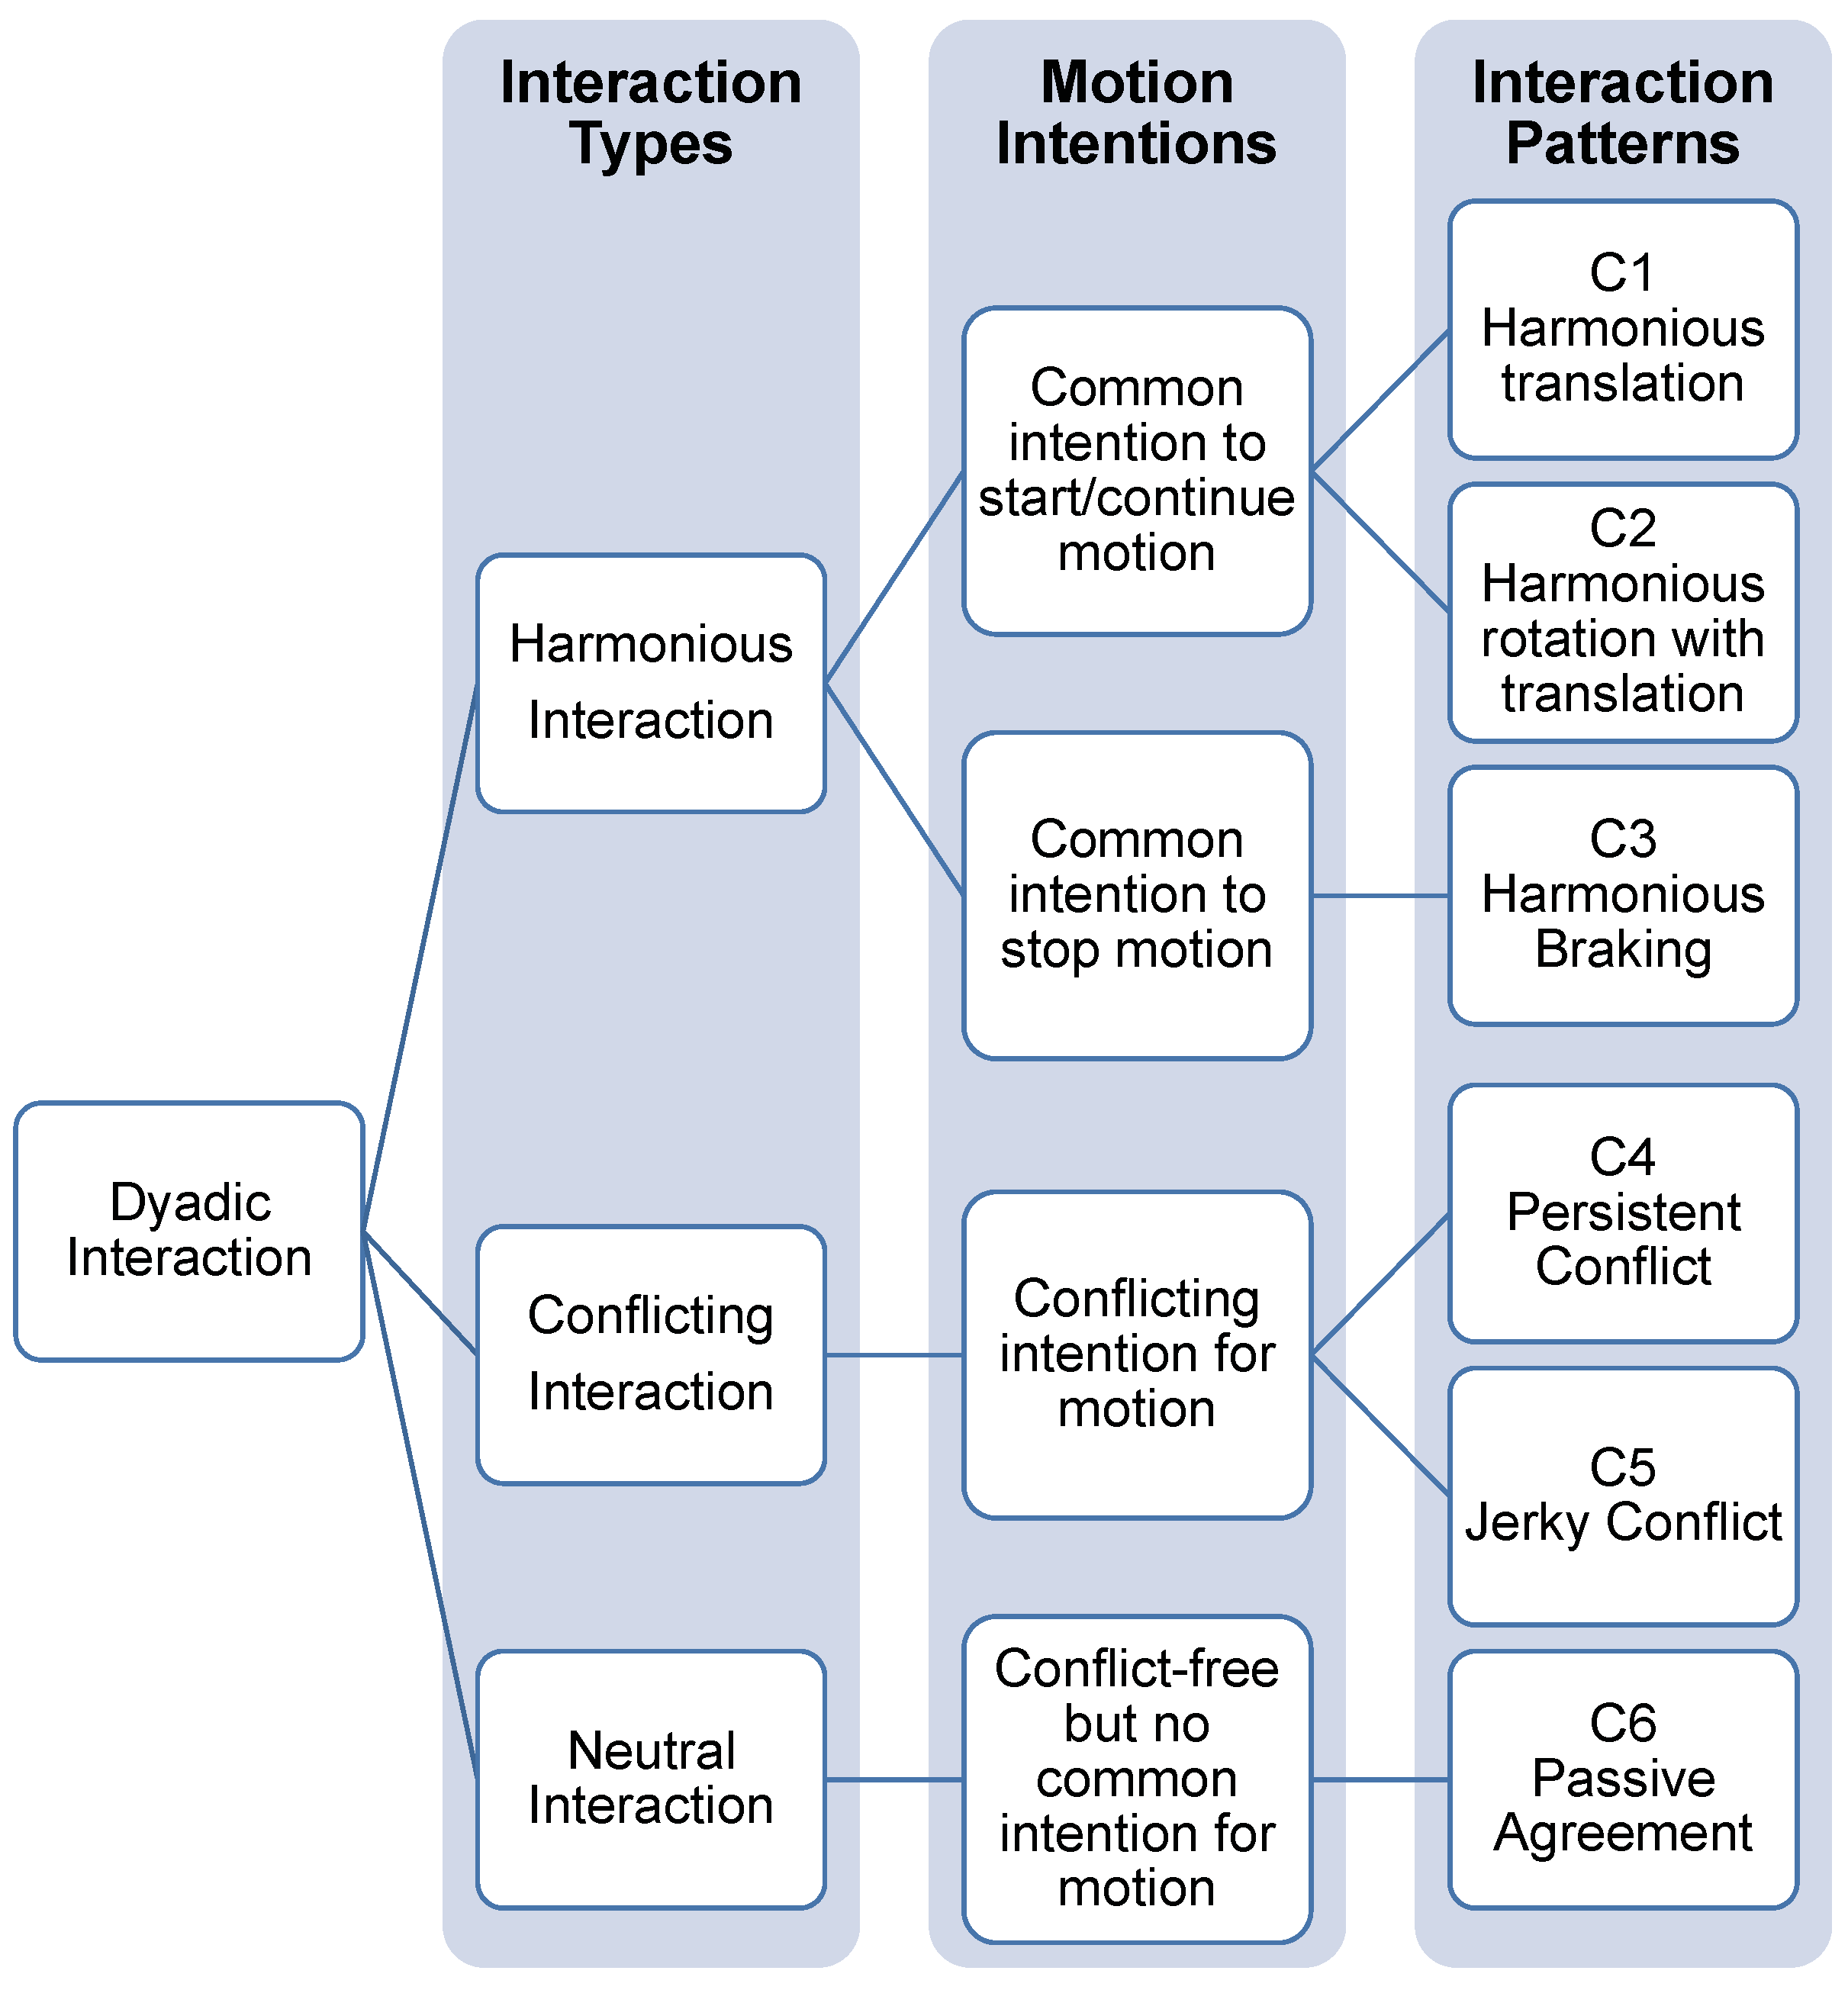 Interaction
Types
Motion
Intentions
Interaction
Patterns
Dyadic
Interaction
Harmonious
Interaction
Conflicting
Interaction
Neutral
Interaction
Common
intention to
start/continue
motion
Common
intention to
stop motion
Conflicting
intention for
motion
Conflict-free
but no
common
intention for
motion
C1
Harmonious
translation
C2
Harmonious
rotation with
translation
C3
Harmonious
Braking
C4
Persistent
Conflict
C5
Jerky Conflict
C6
Passive
Agreement